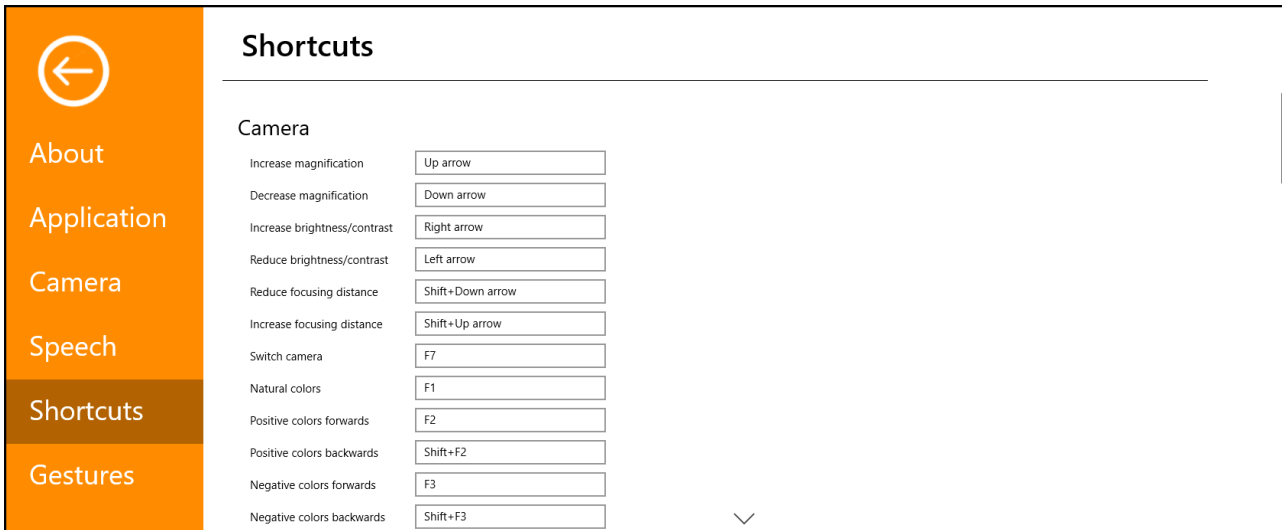 Shortcuts
About
Application
Camera
Speech
Shortcuts
Gestures
Camera
Increase magnification Up arrow
Decrease magnification Down arrow
Increase brightness/contrast Right arrow
Reduce brightness/contrast Left arrow
Reduce focusing distance Shift+Down arrow
Increase focusing distance Shift+Up arrow
Switch camera F7
Natural colors F1
Positive colors forwards F2
Positive colors backwards Shift+F2
Negative colors forwards F3
Negative colors backwards Shift+F3